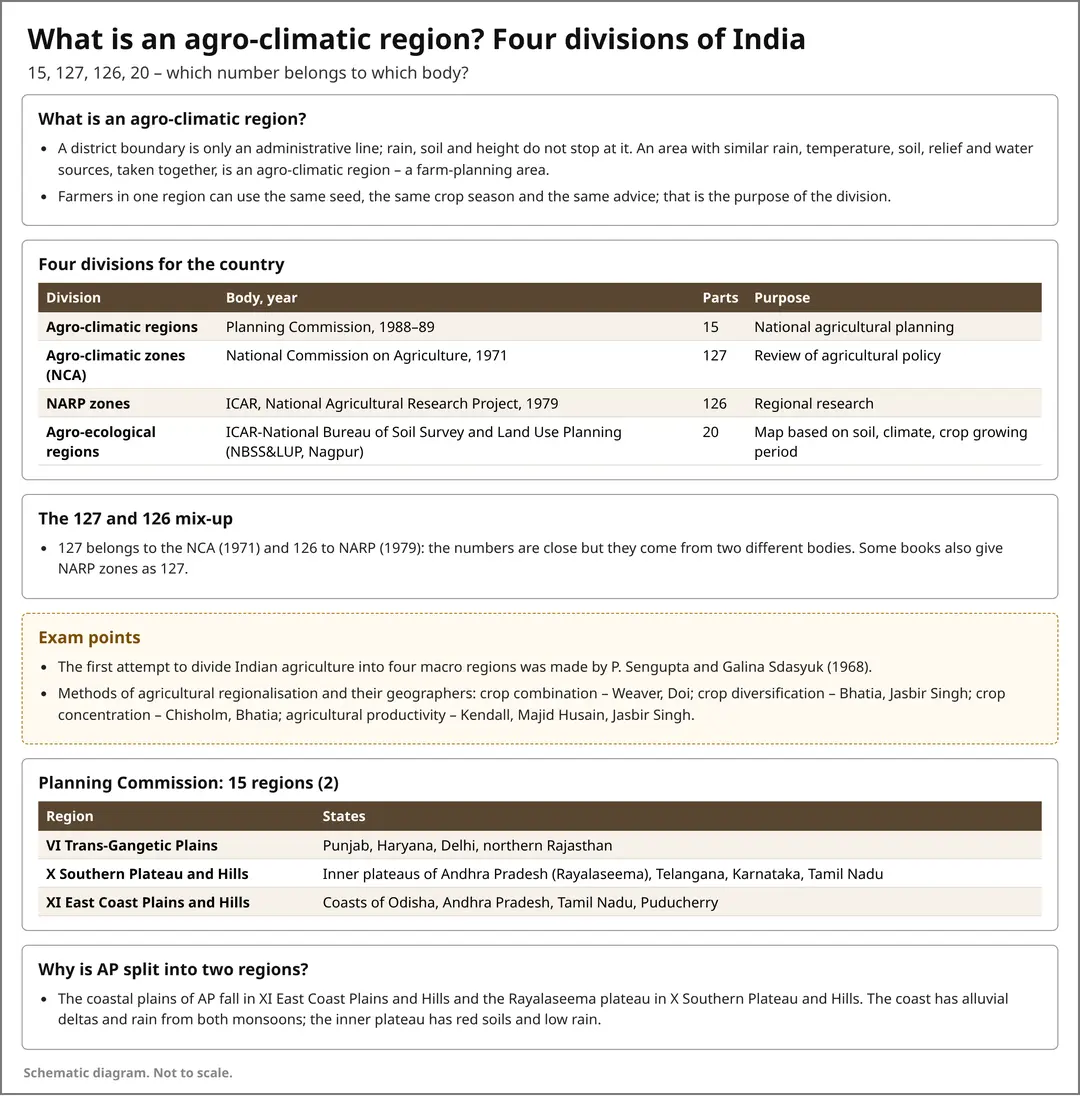 What is an agro-climatic region? Four divisions of India
15, 127, 126, 20 – which number belongs to which body?
What is an agro-climatic region?
• A district boundary is only an administrative line; rain, soil and height do not stop at it. An area with similar rain, temperature, soil, relief and water
sources, taken together, is an agro-climatic region – a farm-planning area.
• Farmers in one region can use the same seed, the same crop season and the same advice; that is the purpose of the division.
Four divisions for the country
Division Body, year Parts Purpose
Agro-climatic regions Planning Commission, 1988–89 15 National agricultural planning
Agro-climatic zones National Commission on Agriculture, 1971 127 Review of agricultural policy
(NCA)
NARP zones ICAR, National Agricultural Research Project, 1979 126 Regional research
Agro-ecological ICAR-National Bureau of Soil Survey and Land Use Planning 20 Map based on soil, climate, crop growing
regions (NBSS&LUP, Nagpur) period
The 127 and 126 mix-up
• 127 belongs to the NCA (1971) and 126 to NARP (1979): the numbers are close but they come from two different bodies. Some books also give
NARP zones as 127.
Exam points
• The first attempt to divide Indian agriculture into four macro regions was made by P. Sengupta and Galina Sdasyuk (1968).
• Methods of agricultural regionalisation and their geographers: crop combination – Weaver, Doi; crop diversification – Bhatia, Jasbir Singh; crop
concentration – Chisholm, Bhatia; agricultural productivity – Kendall, Majid Husain, Jasbir Singh.
Planning Commission: 15 regions (2)
Region States
VI Trans-Gangetic Plains Punjab, Haryana, Delhi, northern Rajasthan
X Southern Plateau and Hills Inner plateaus of Andhra Pradesh (Rayalaseema), Telangana, Karnataka, Tamil Nadu
XI East Coast Plains and Hills Coasts of Odisha, Andhra Pradesh, Tamil Nadu, Puducherry
Why is AP split into two regions?
• The coastal plains of AP fall in XI East Coast Plains and Hills and the Rayalaseema plateau in X Southern Plateau and Hills. The coast has alluvial
deltas and rain from both monsoons; the inner plateau has red soils and low rain.
Schematic diagram. Not to scale.